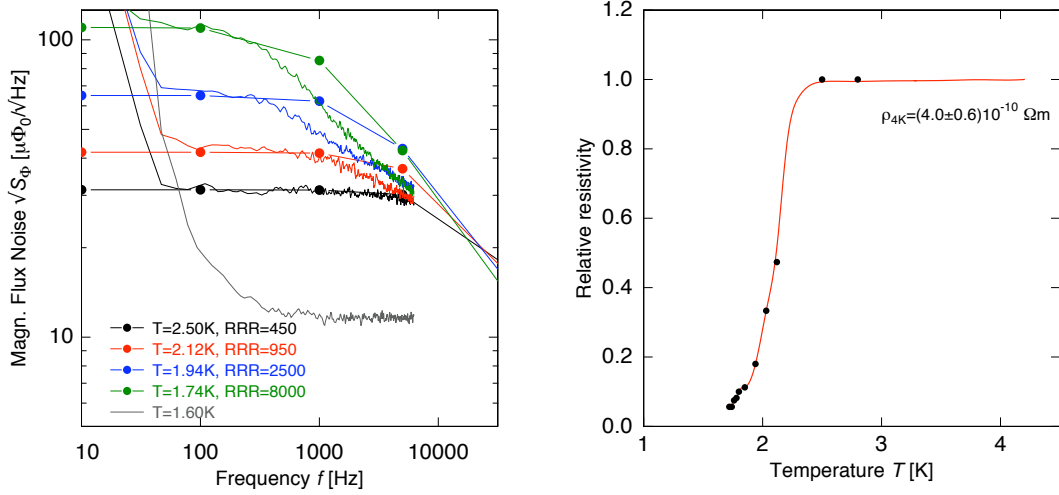 Magn. Flux Noise √S_Φ [μΦ₀/√Hz]
100
10
T=2.50K, RRR=450
T=2.12K, RRR=950
T=1.94K, RRR=2500
T=1.74K, RRR=8000
T=1.60K
10 100 1000 10000
Frequency f [Hz]
Relative resistivity
1.2
1.0
0.8
0.6
0.4
0.2
0.0
ρ₄K=(4.0±0.6)10⁻¹⁰ Ωm
1 2 3 4
Temperature T [K]